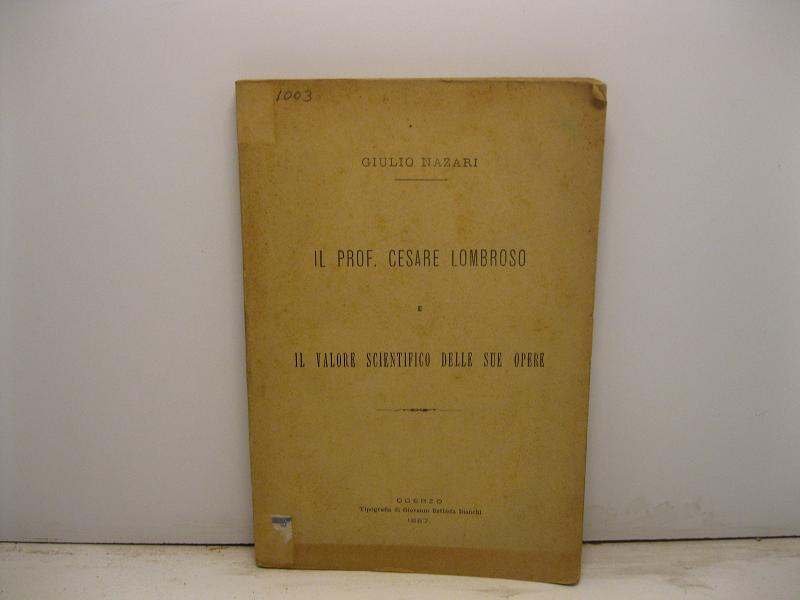 1003
GIULIO NAZARI
IL PROF. CESARE LOMBROSO
E
IL VALORE SCIENTIFICO DELLE SUE OPERE
ODERZO
Tipografia di Giovanni Battista Bianchi
1887.